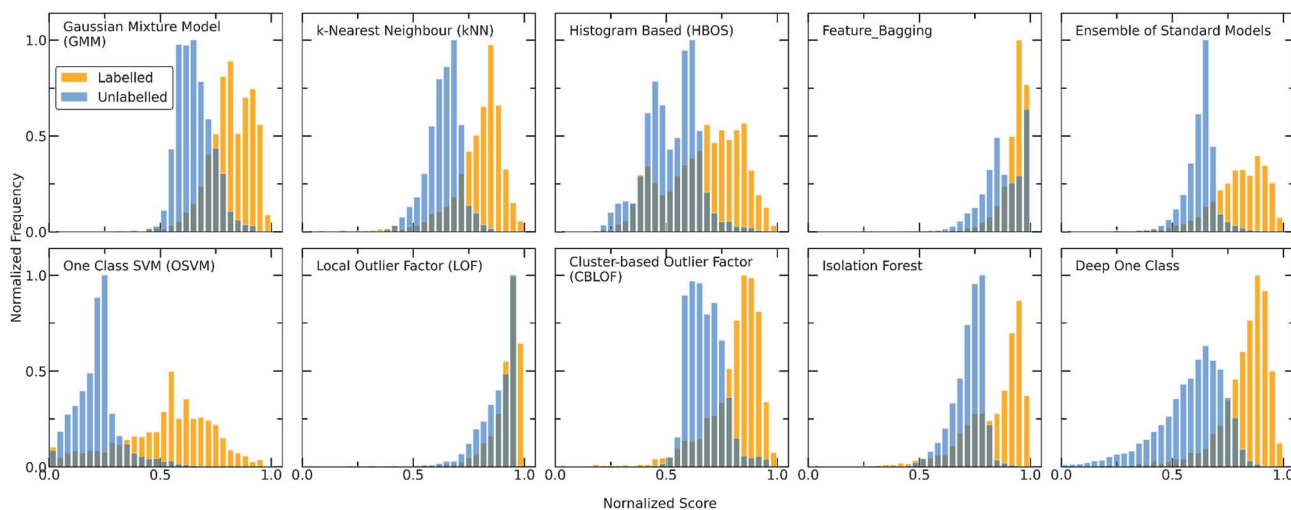 Gaussian Mixture Model
(GMM)
k-Nearest Neighbour (kNN)
Histogram Based (HBOS)
Feature_Bagging
Ensemble of Standard Models
Labelled
Unlabelled
1.0
0.5
0.0
Normalized Frequency
One Class SVM (OSVM)
Local Outlier Factor (LOF)
Cluster-based Outlier Factor
(CBLOF)
Isolation Forest
Deep One Class
1.0
0.5
0.0
0 0.5 1.0
0.5 1.0
0.5 1.0
0.5 1.0
0.5 1.0
Nornalized Score